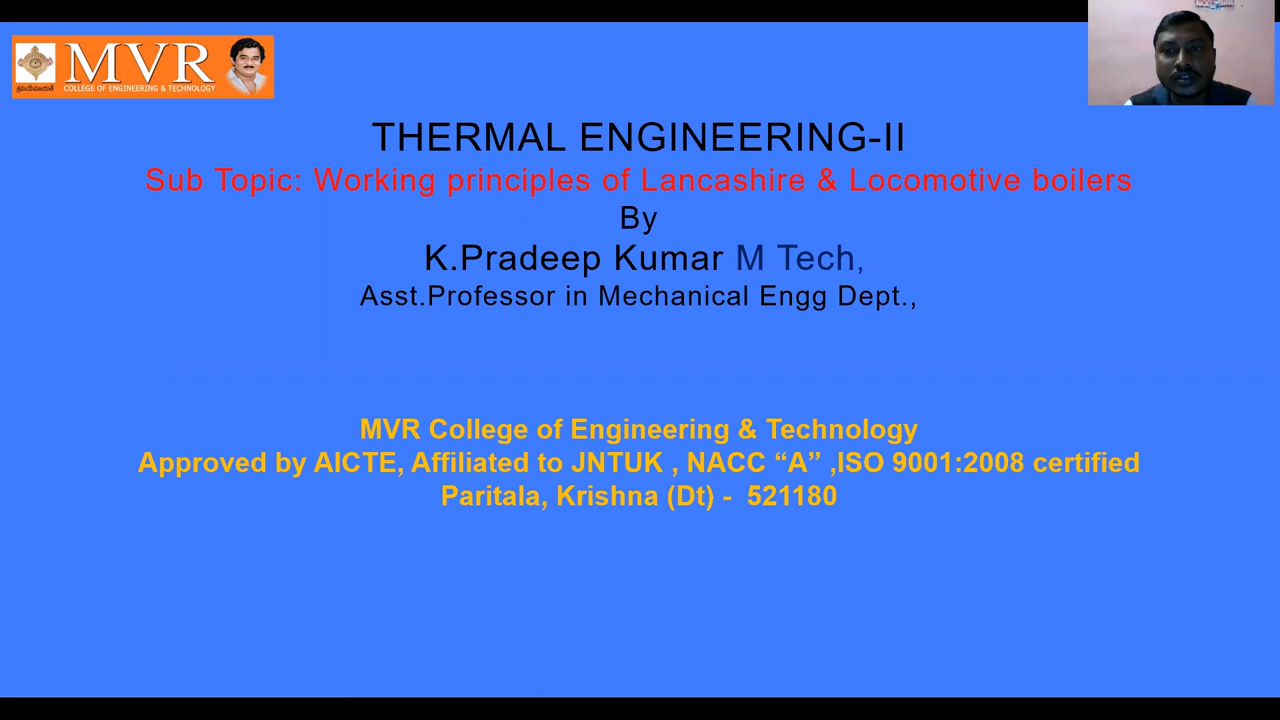 MVR
COLLEGE OF ENGINEERING & TECHNOLOGY
THERMAL ENGINEERING-II
Sub Topic: Working principles of Lancashire & Locomotive boilers
By
K.Pradeep Kumar M Tech,
Asst.Professor in Mechanical Engg Dept.,
MVR College of Engineering & Technology
Approved by AICTE, Affiliated to JNTUK , NACC “A” ,ISO 9001:2008 certified
Paritala, Krishna (Dt) - 521180